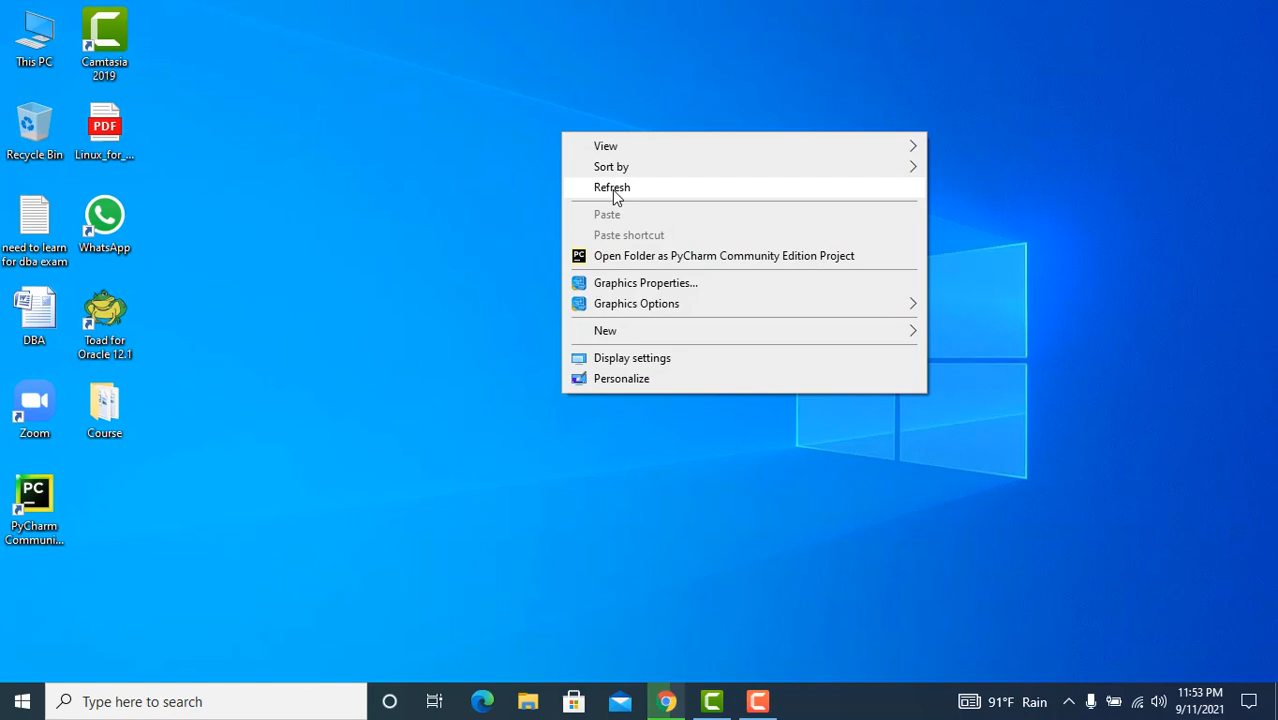 This PC
Camtasia
2019
Recycle Bin
PDF
Linux_for_...
need to learn
for dba exam
WhatsApp
DBA
Toad for
Oracle 12.1
Zoom
Course
PC
PyCharm
Communi...
View
Sort by
Refresh
Paste
Paste shortcut
PC Open Folder as PyCharm Community Edition Project
Graphics Properties...
Graphics Options
New
Display settings
Personalize
Type here to search
91°F Rain
11:53 PM
9/11/2021